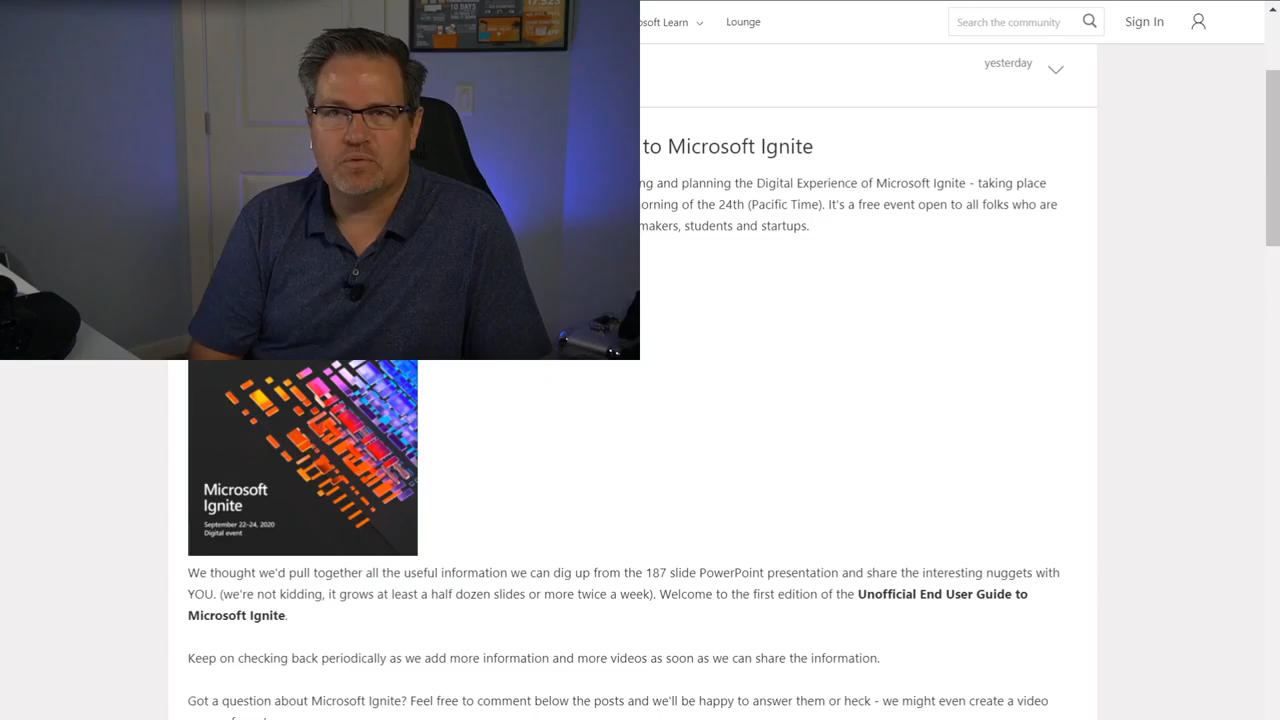 17,523
10 DAYS
osoft Learn
Lounge
Search the community
Sign In
yesterday
to Microsoft Ignite
ng and planning the Digital Experience of Microsoft Ignite - taking place
orning of the 24th (Pacific Time). It's a free event open to all folks who are
makers, students and startups.
Microsoft
Ignite
September 22-24, 2020
Digital event
We thought we'd pull together all the useful information we can dig up from the 187 slide PowerPoint presentation and share the interesting nuggets with
YOU. (we're not kidding, it grows at least a half dozen slides or more twice a week). Welcome to the first edition of the Unofficial End User Guide to
Microsoft Ignite.
Keep on checking back periodically as we add more information and more videos as soon as we can share the information.
Got a question about Microsoft Ignite? Feel free to comment below the posts and we'll be happy to answer them or heck - we might even create a video